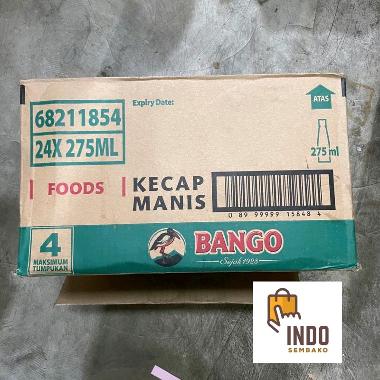 68211854
24X 275ML
Expiry Date:
ATAS
275 ml
FOODS
KECAP
MANIS
0 89 99999 15648 4
4
MAKSIMUM
TUMPUKAN
BANGO
Sejak 1928
INDO
SEMBAKO